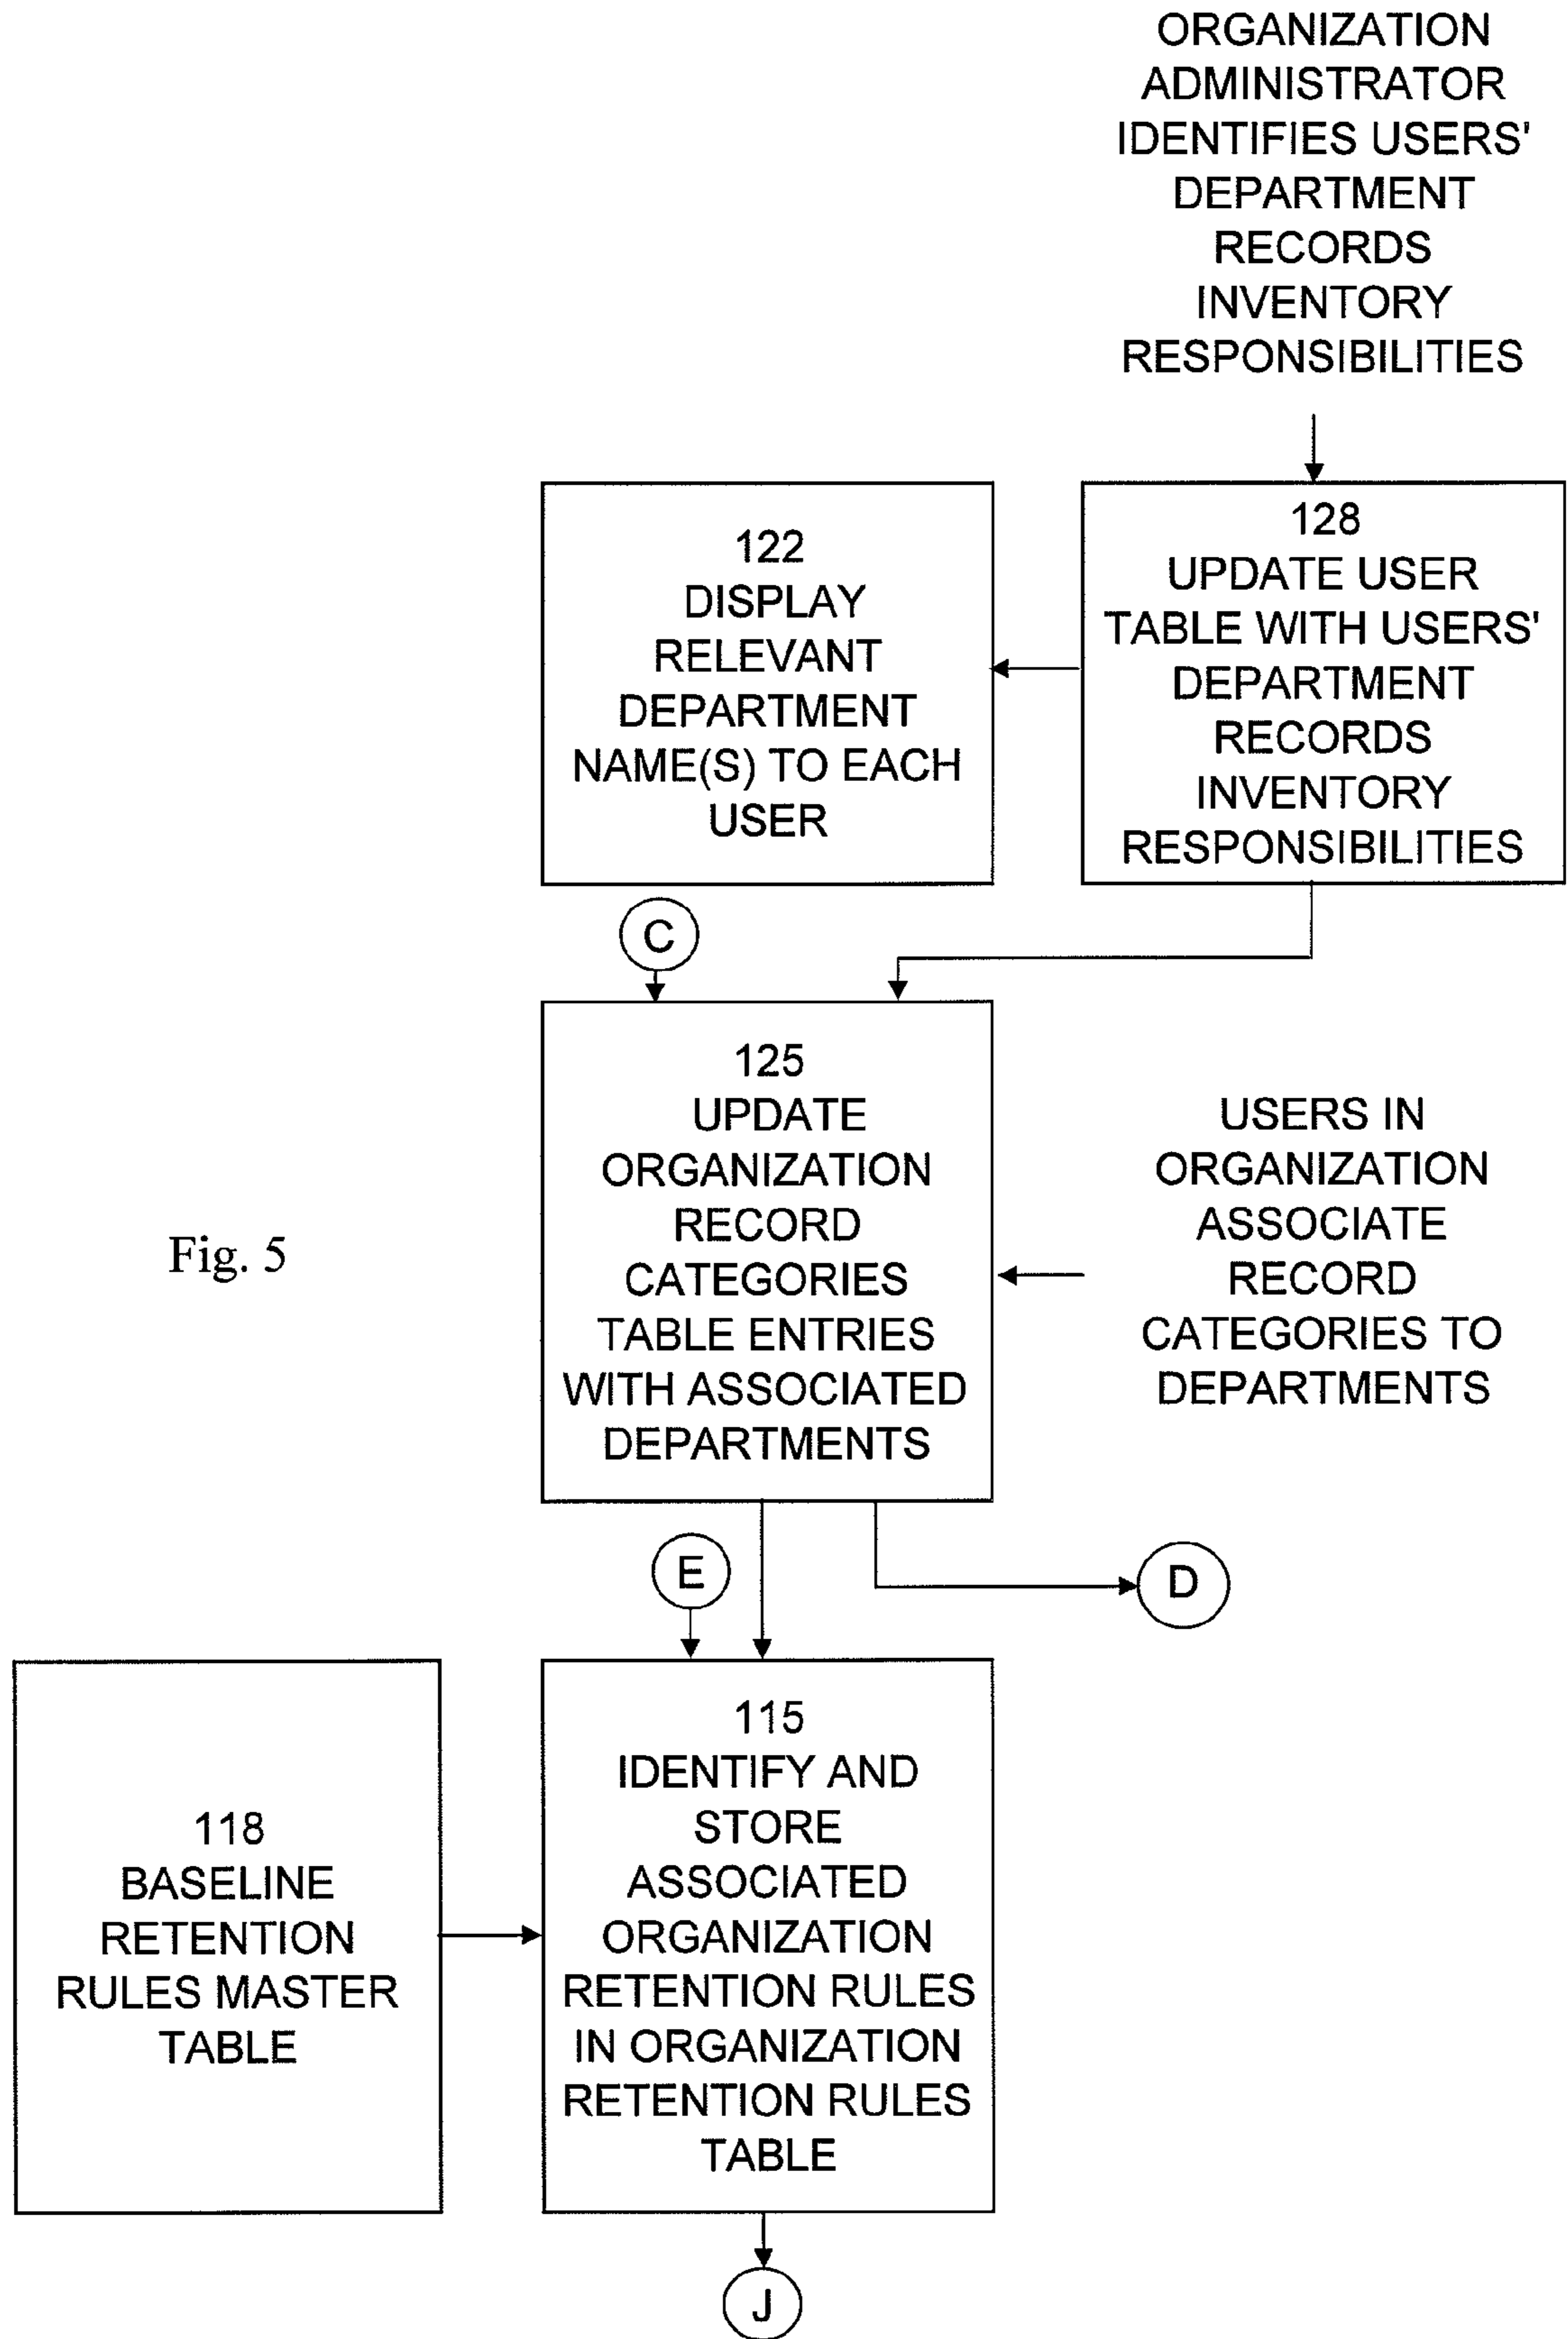 ORGANIZATION
ADMINISTRATOR
IDENTIFIES USERS'
DEPARTMENT
RECORDS
INVENTORY
RESPONSIBILITIES
122
DISPLAY
RELEVANT
DEPARTMENT
NAME(S) TO EACH
USER
128
UPDATE USER
TABLE WITH USERS'
DEPARTMENT
RECORDS
INVENTORY
RESPONSIBILITIES
C
125
UPDATE
ORGANIZATION
RECORD
CATEGORIES
TABLE ENTRIES
WITH ASSOCIATED
DEPARTMENTS
USERS IN
ORGANIZATION
ASSOCIATE
RECORD
CATEGORIES TO
DEPARTMENTS
Fig. 5
E
D
118
BASELINE
RETENTION
RULES MASTER
TABLE
115
IDENTIFY AND
STORE
ASSOCIATED
ORGANIZATION
RETENTION RULES
IN ORGANIZATION
RETENTION RULES
TABLE
J